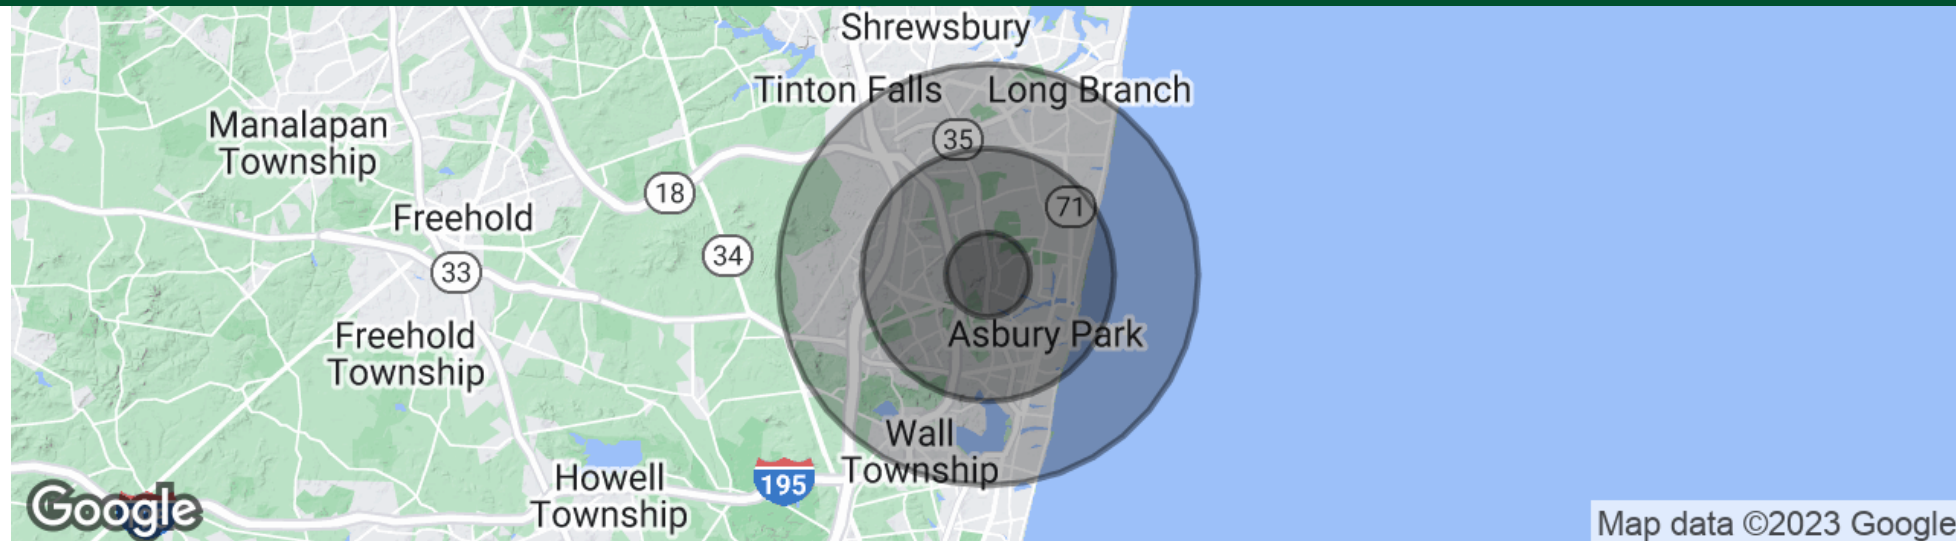 Shrewsbury
Tinton Falls
Long Branch
Manalapan
Township
35
18
71
Freehold
34
33
Freehold
Township
Asbury Park
Wall
Township
Howell
Township
195
Google
Map data ©2023 Google